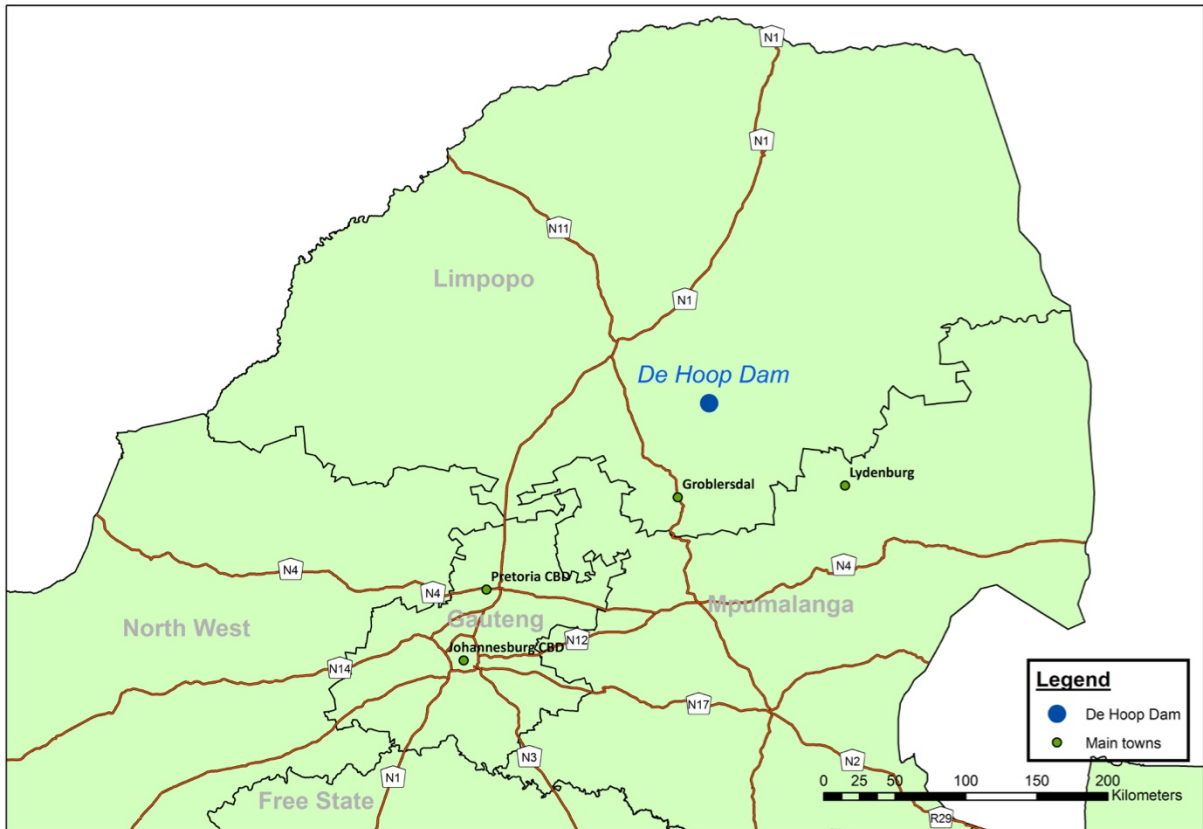 N1
N1
N11
Limpopo
N1
De Hoop Dam
Lydenburg
Groblersdal
N4
N4
Pretoria CBD
N4
Mpumalanga
Gauteng
North West
N12
Johannesburg CBD
N14
N17
N3
N2
N1
Free State
R29
Legend
De Hoop Dam
Main towns
0 25 50 100 150 200
Kilometers